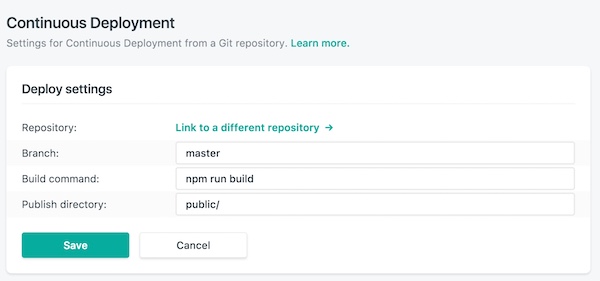 Continuous Deployment
Settings for Continuous Deployment from a Git repository. Learn more.
Deploy settings
Repository: Link to a different repository →
Branch: master
Build command: npm run build
Publish directory: public/
Save Cancel